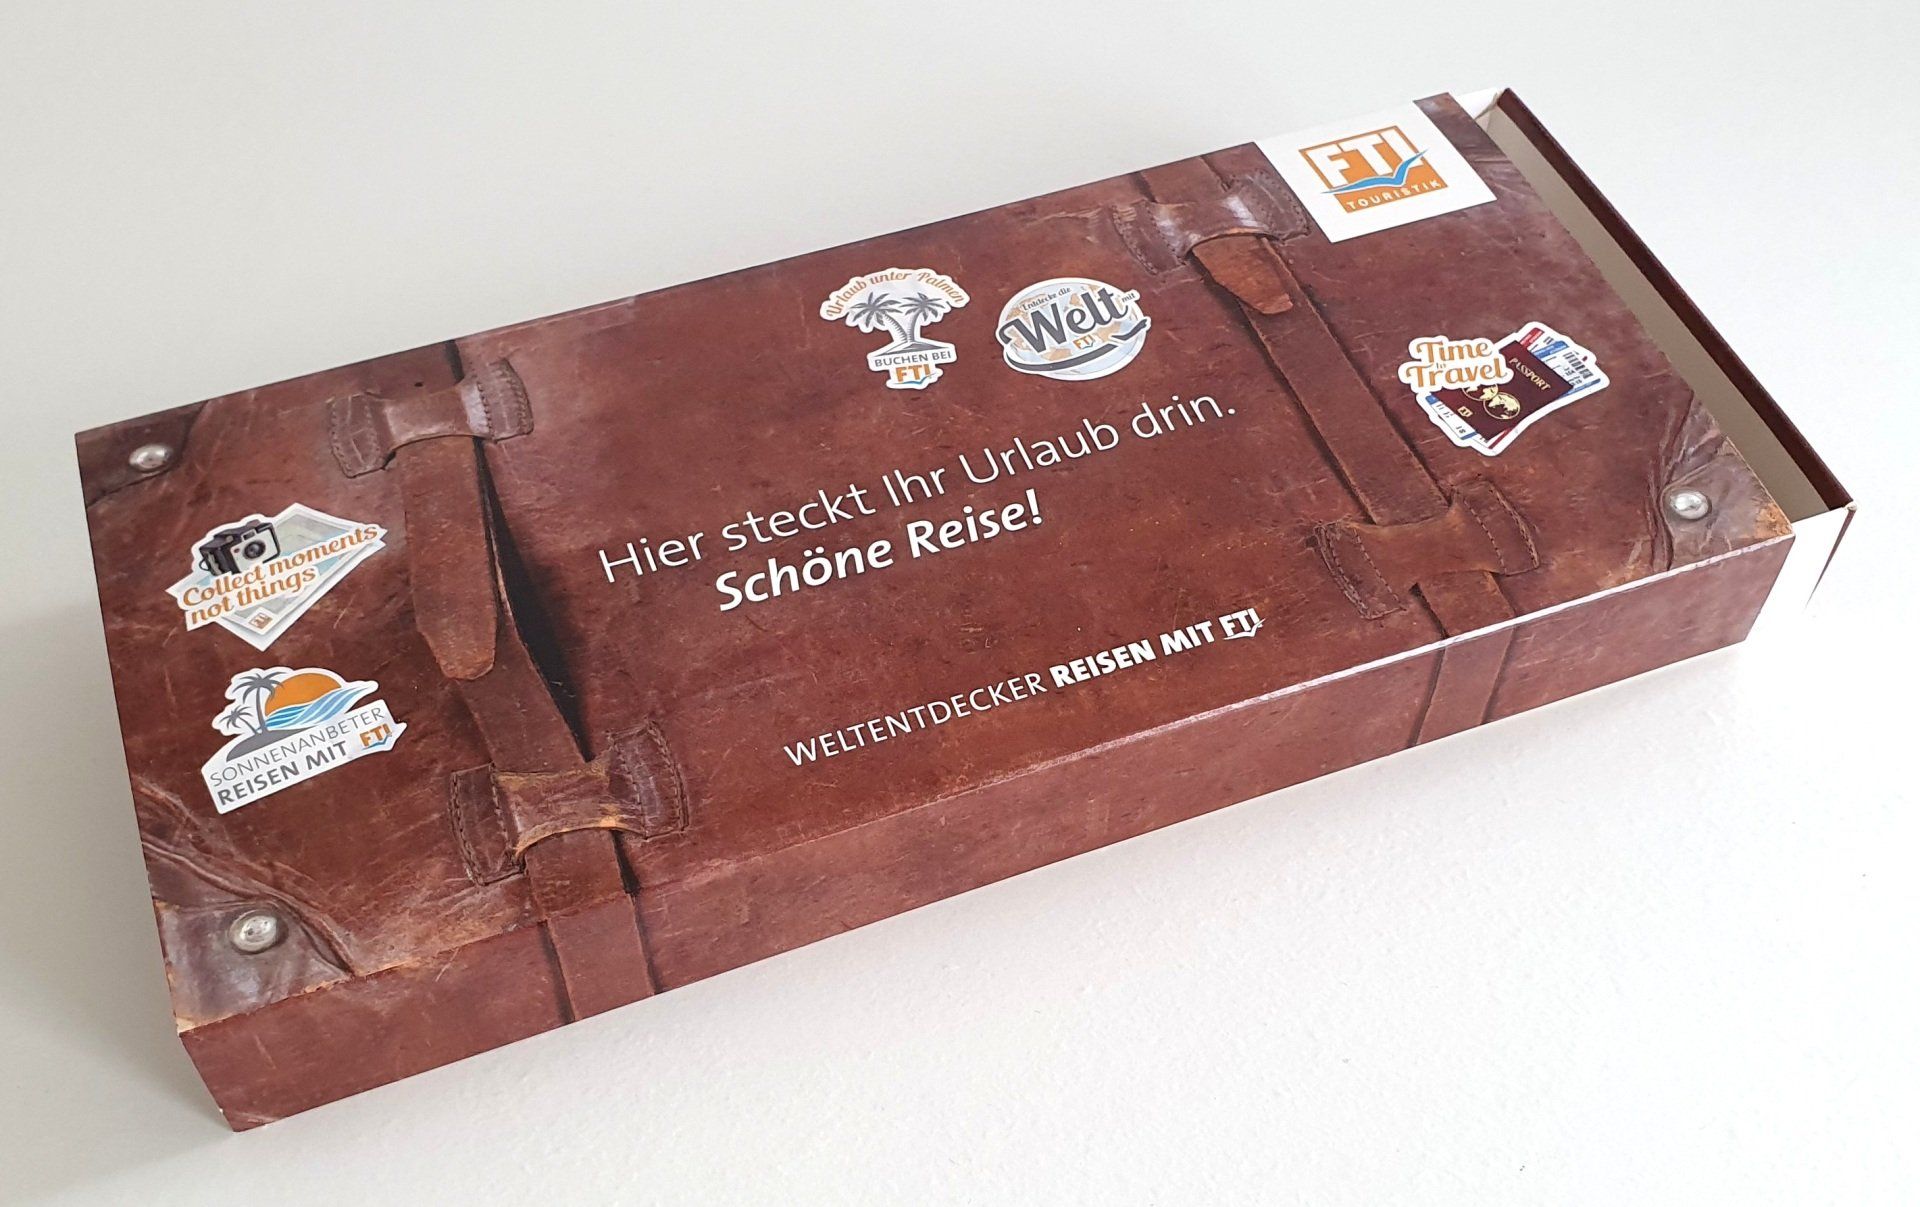 FTI
TOURISTIK
Urlaub unter Palmen
BUCHEN BEI
FTI
Entdecke die
Welt mit
FTI
Time
to
Travel
PASSPORT
Hier steckt Ihr Urlaub drin.
Schöne Reise!
Collect moments
not things
FTI
SONNENANBETER
REISEN MIT FTI
WELTENTDECKER REISEN MIT FTI